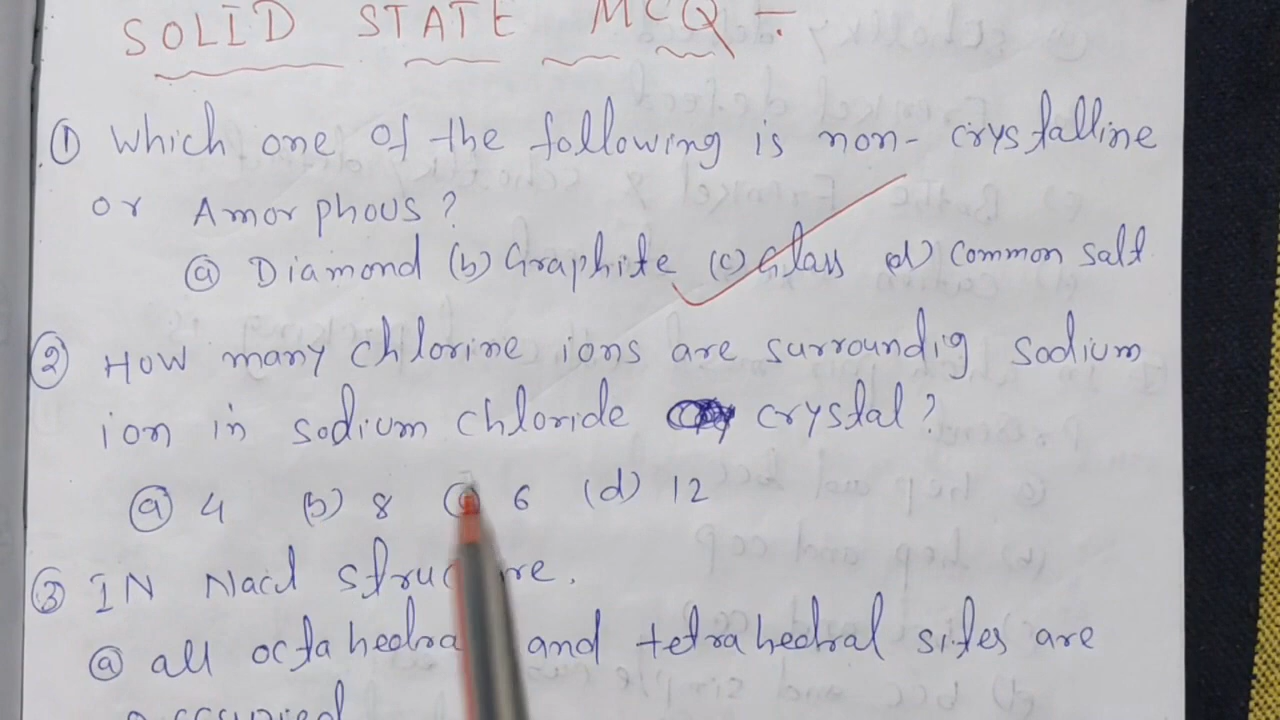 SOLID STATE MCQ :-
① Which one of the following is non-crystalline
or Amorphous?
ⓐ Diamond (b) Graphite (c) Glass (d) Common salt
② How many chlorine ions are surroundig sodium
ion in sodium chloride crystal?
ⓐ 4 (b) 8 ⓒ 6 (d) 12
③ IN Nacl
ⓐ all and tetrahedral sites are
occupied